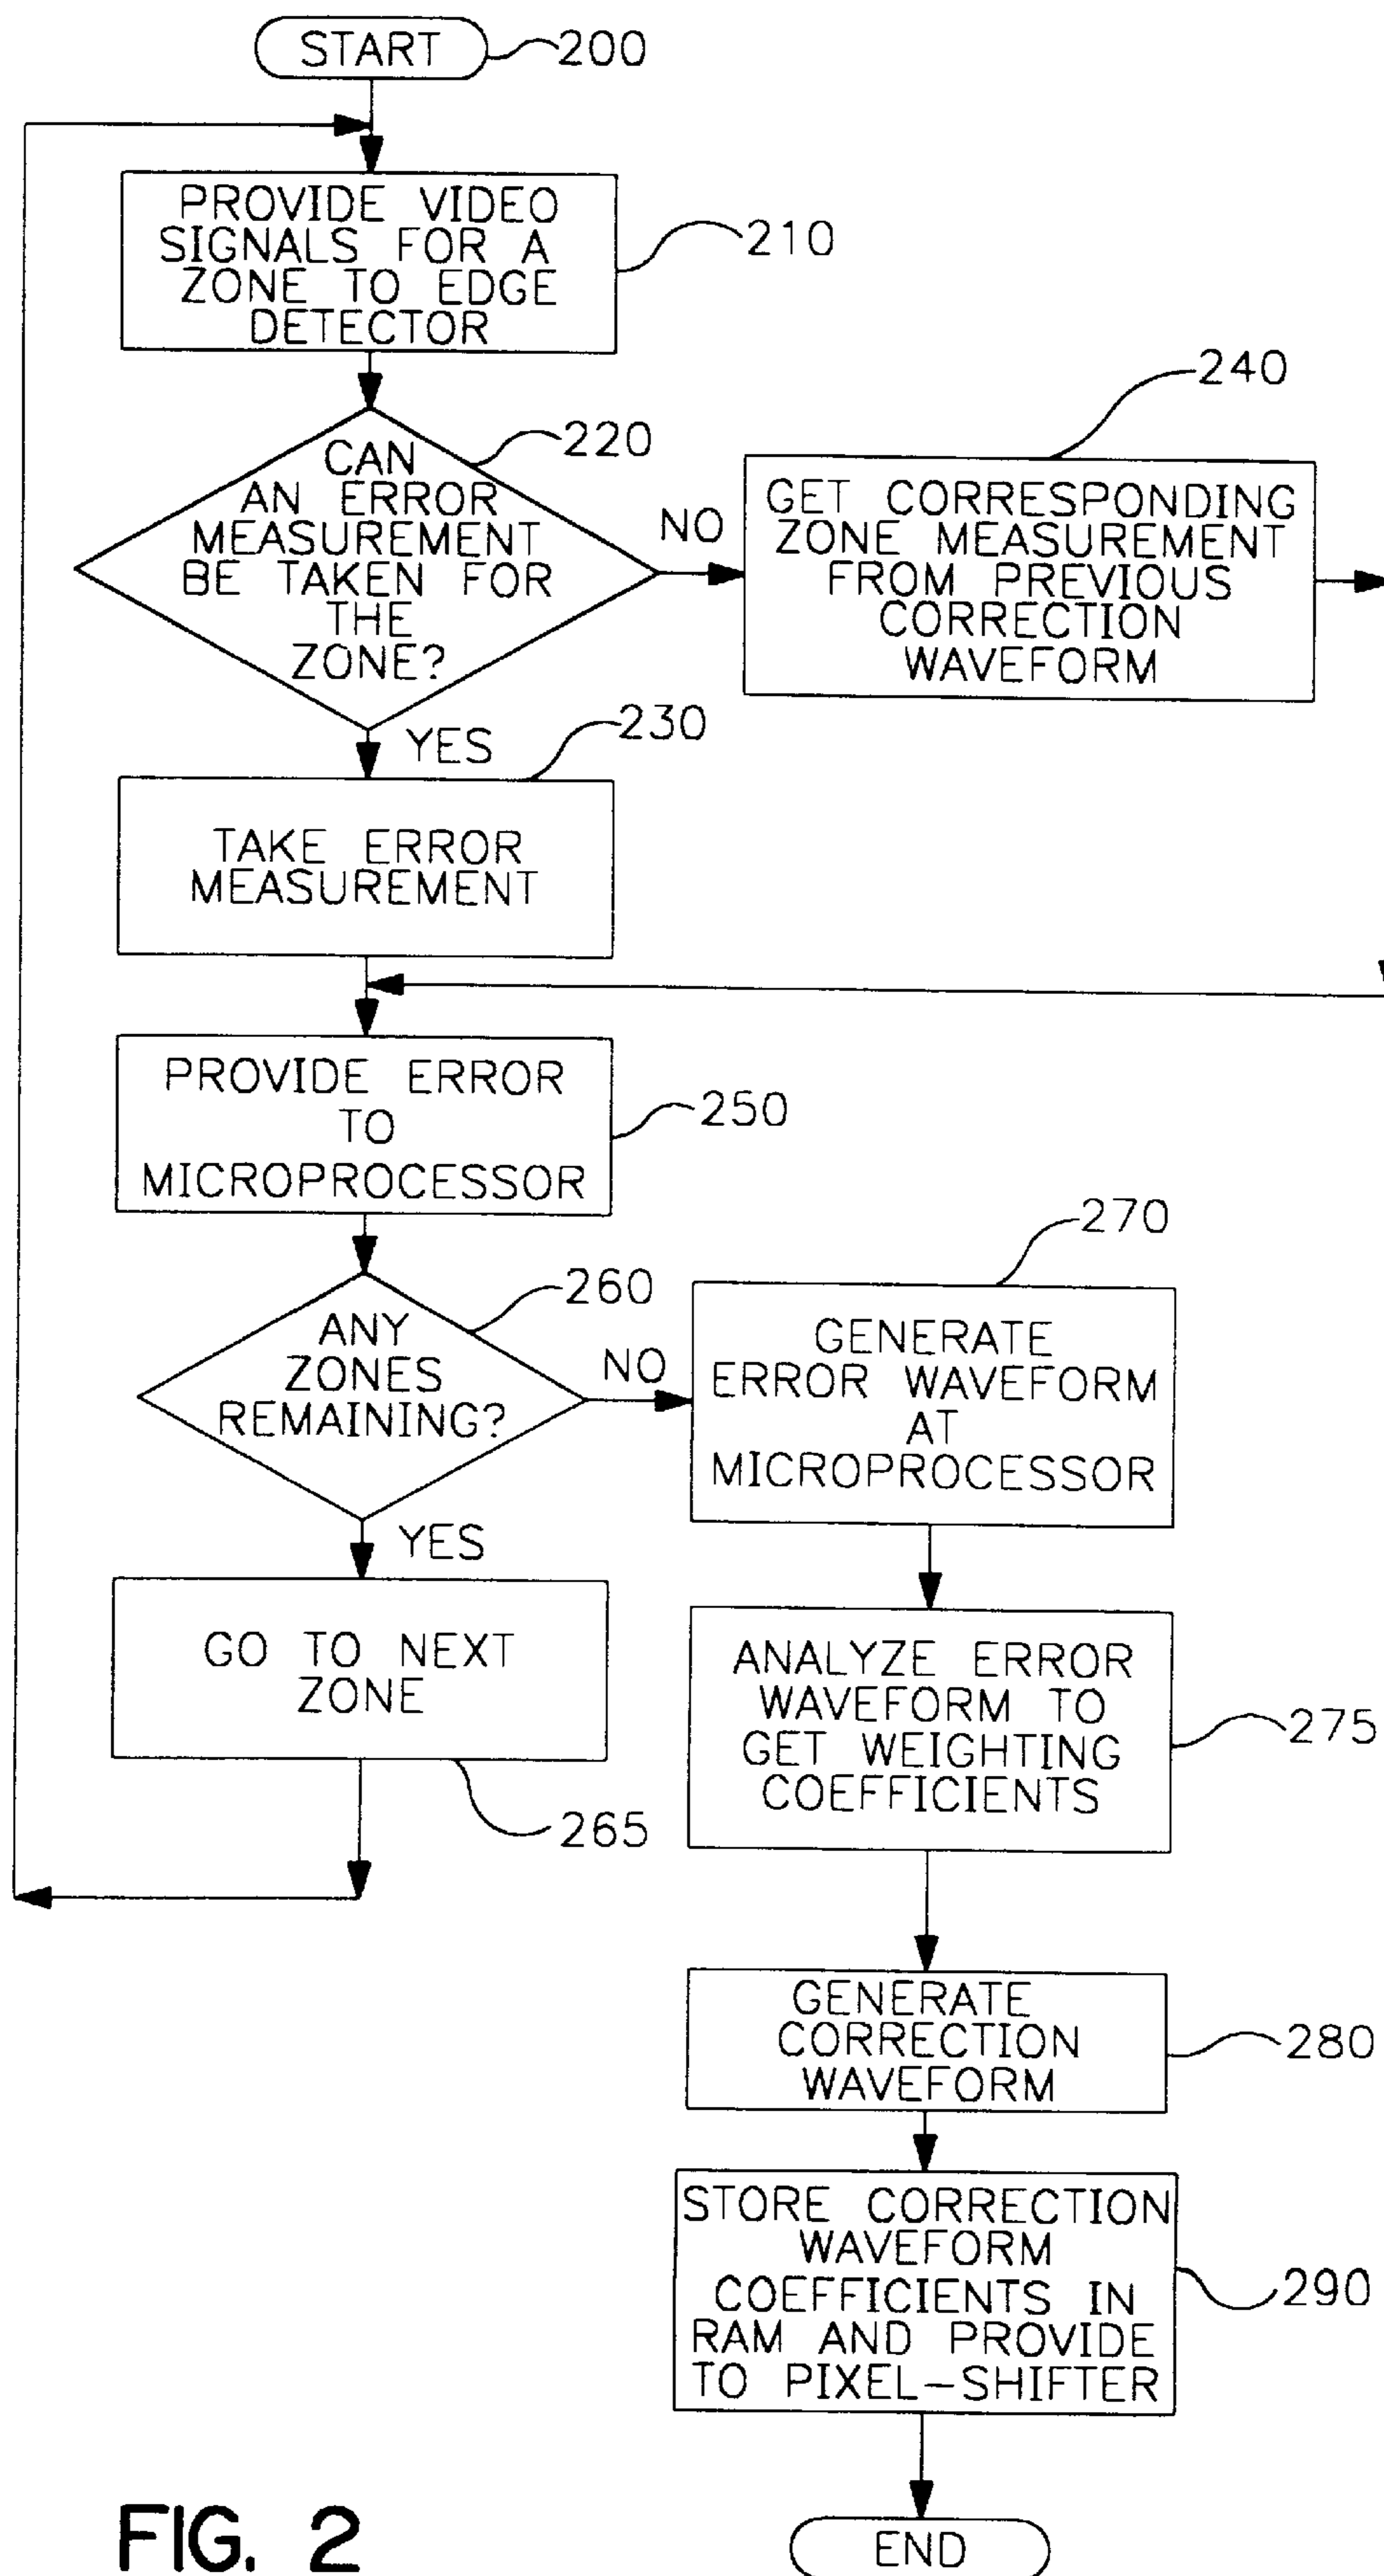 START
200
PROVIDE VIDEO
SIGNALS FOR A
ZONE TO EDGE
DETECTOR
210
CAN
AN ERROR
MEASUREMENT
BE TAKEN FOR
THE
ZONE?
220
NO
GET CORRESPONDING
ZONE MEASUREMENT
FROM PREVIOUS
CORRECTION
WAVEFORM
240
YES
230
TAKE ERROR
MEASUREMENT
PROVIDE ERROR
TO
MICROPROCESSOR
250
ANY
ZONES
REMAINING?
260
NO
GENERATE
ERROR WAVEFORM
AT
MICROPROCESSOR
270
YES
GO TO NEXT
ZONE
265
ANALYZE ERROR
WAVEFORM TO
GET WEIGHTING
COEFFICIENTS
275
GENERATE
CORRECTION
WAVEFORM
280
STORE CORRECTION
WAVEFORM
COEFFICIENTS IN
RAM AND PROVIDE
TO PIXEL-SHIFTER
290
END
FIG. 2